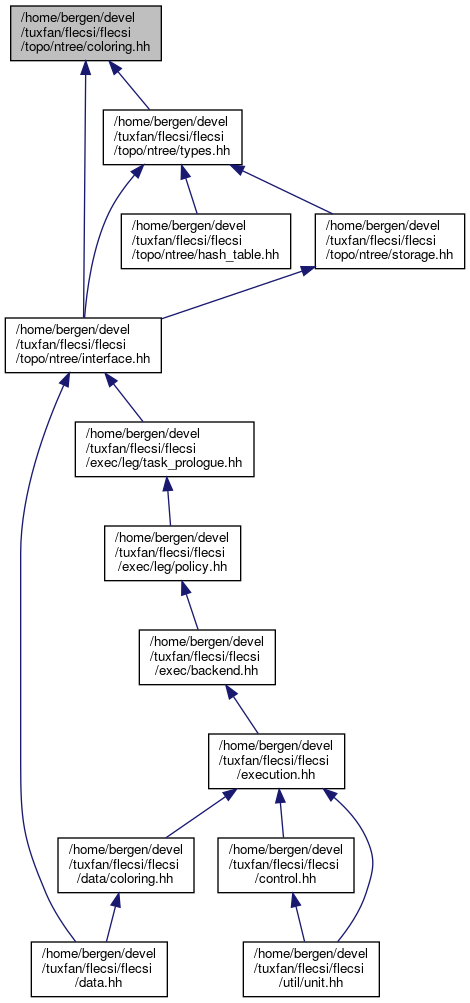 /home/bergen/devel
/tuxfan/flecsi/flecsi
/topo/ntree/coloring.hh
/home/bergen/devel
/tuxfan/flecsi/flecsi
/topo/ntree/types.hh
/home/bergen/devel
/tuxfan/flecsi/flecsi
/topo/ntree/hash_table.hh
/home/bergen/devel
/tuxfan/flecsi/flecsi
/topo/ntree/storage.hh
/home/bergen/devel
/tuxfan/flecsi/flecsi
/topo/ntree/interface.hh
/home/bergen/devel
/tuxfan/flecsi/flecsi
/exec/leg/task_prologue.hh
/home/bergen/devel
/tuxfan/flecsi/flecsi
/exec/leg/policy.hh
/home/bergen/devel
/tuxfan/flecsi/flecsi
/exec/backend.hh
/home/bergen/devel
/tuxfan/flecsi/flecsi
/execution.hh
/home/bergen/devel
/tuxfan/flecsi/flecsi
/data/coloring.hh
/home/bergen/devel
/tuxfan/flecsi/flecsi
/control.hh
/home/bergen/devel
/tuxfan/flecsi/flecsi
/data.hh
/home/bergen/devel
/tuxfan/flecsi/flecsi
/util/unit.hh